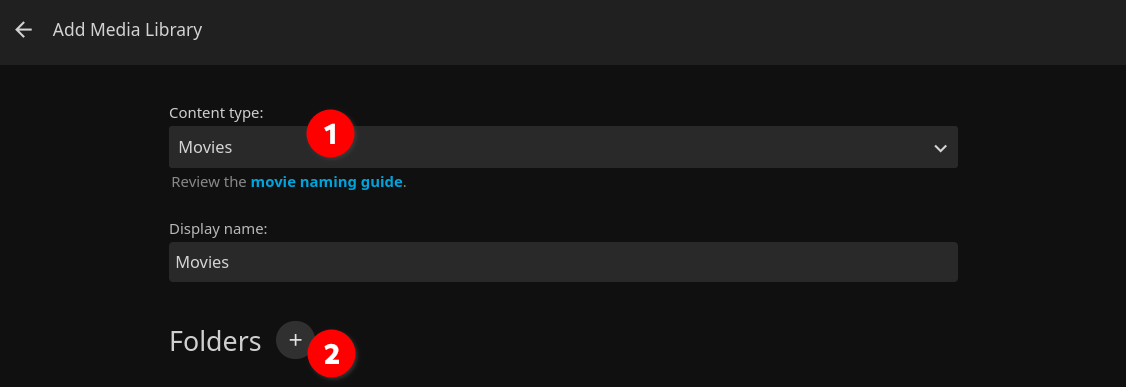 Add Media Library
Content type:
1
Movies
Review the movie naming guide.
Display name:
Movies
Folders +
2